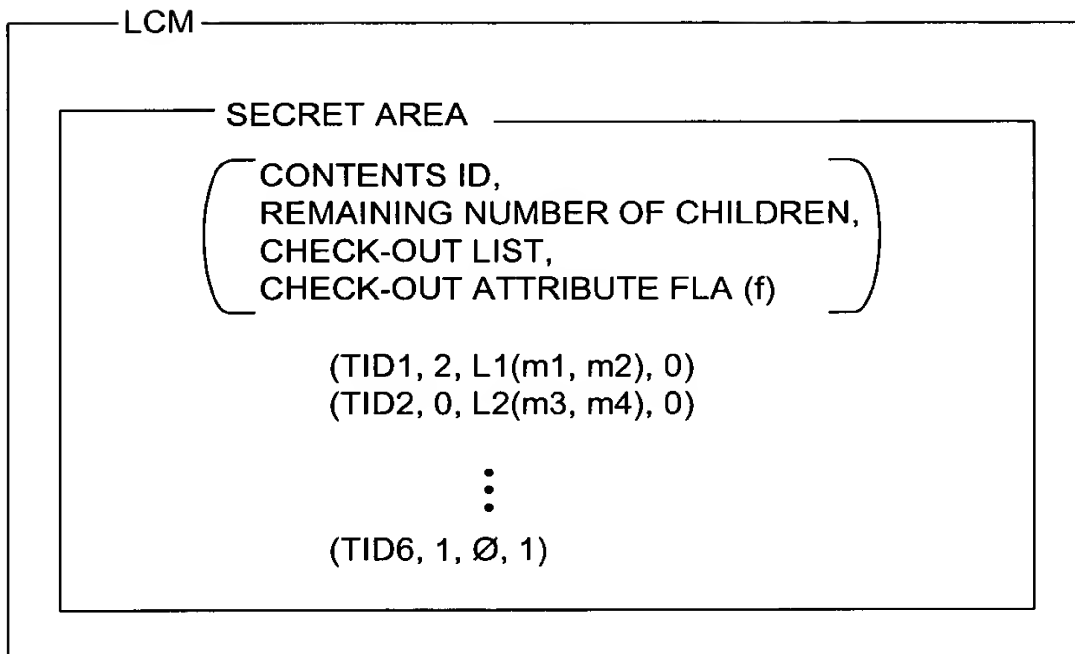 LCM
SECRET AREA
CONTENTS ID,
REMAINING NUMBER OF CHILDREN,
CHECK-OUT LIST,
CHECK-OUT ATTRIBUTE FLA (f)
(TID1, 2, L1(m1, m2), 0)
(TID2, 0, L2(m3, m4), 0)
⋮
(TID6, 1, Ø, 1)